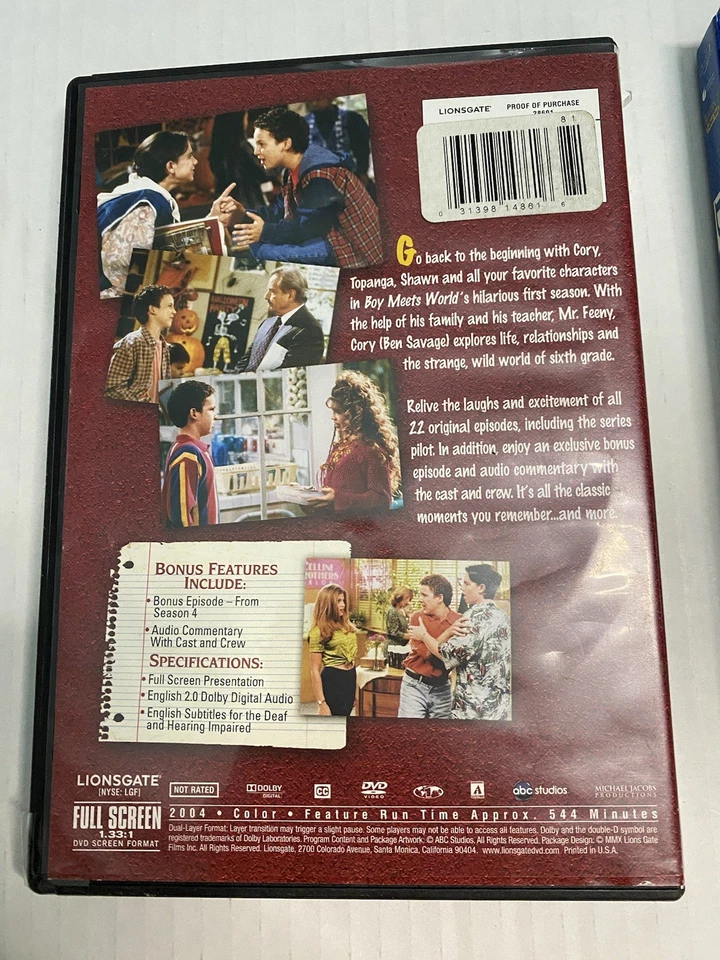 LIONSGATE® PROOF OF PURCHASE
28601
81
0 31398 14861 6
Go back to the beginning with Cory,
Topanga, Shawn and all your favorite characters
in Boy Meets World's hilarious first season. With
the help of his family and his teacher, Mr. Feeny,
Cory (Ben Savage) explores life, relationships and
the strange, wild world of sixth grade.
Relive the laughs and excitement of all
22 original episodes, including the series
pilot. In addition, enjoy an exclusive bonus
episode and audio commentary with
the cast and crew. It's all the classic
moments you remember...and more.
BONUS FEATURES
INCLUDE:
• Bonus Episode – From
Season 4
• Audio Commentary
With Cast and Crew
SPECIFICATIONS:
• Full Screen Presentation
• English 2.0 Dolby Digital Audio
• English Subtitles for the Deaf
and Hearing Impaired
LIONSGATE®
[NYSE: LGF]
NOT RATED
DOLBY
DIGITAL
CC
DVD
VIDEO
abc studios
MICHAEL JACOBS
PRODUCTIONS
FULL SCREEN
1.33:1
DVD SCREEN FORMAT
2004 • Color • Feature Run Time Approx. 544 Minutes
Dual-Layer Format: Layer transition may trigger a slight pause. Some players may not be able to access all features. Dolby and the double-D symbol are
registered trademarks of Dolby Laboratories. Program Content and Package Artwork: © ABC Studios, All Rights Reserved. Package Design: © MMX Lions Gate
Films Inc. All Rights Reserved. Lionsgate, 2700 Colorado Avenue, Santa Monica, California 90404. www.lionsgatedvd.com. Printed in U.S.A.